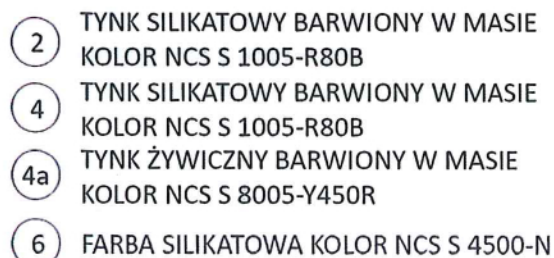 2 TYNK SILIKATOWY BARWIONY W MASIE
KOLOR NCS S 1005-R80B
4 TYNK SILIKATOWY BARWIONY W MASIE
KOLOR NCS S 1005-R80B
4a TYNK ŻYWICZNY BARWIONY W MASIE
KOLOR NCS S 8005-Y450R
6 FARBA SILIKATOWA KOLOR NCS S 4500-N